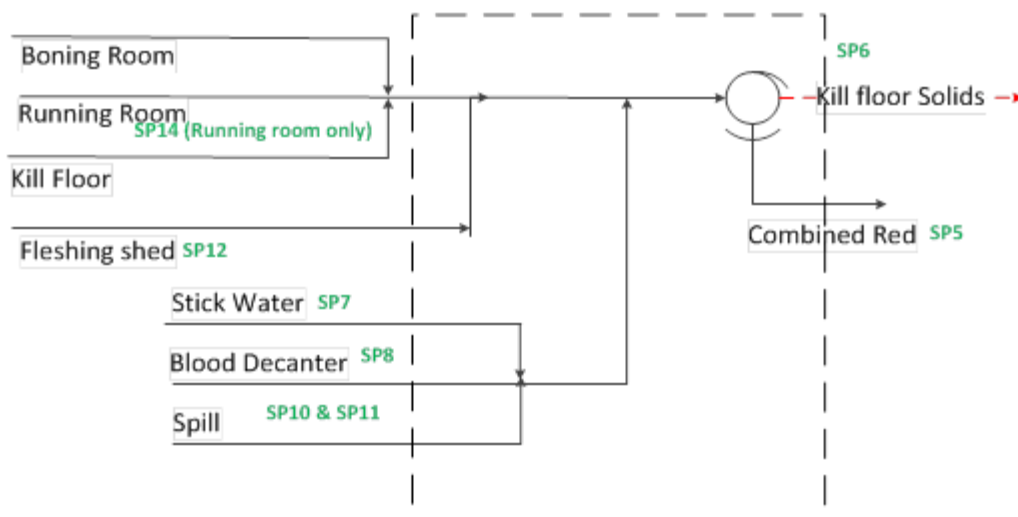 Boning Room
SP6
Kill floor Solids
Running Room
SP14 (Running room only)
Kill Floor
Combined Red SP5
Fleshing shed SP12
Stick Water SP7
Blood Decanter SP8
SP10 & SP11
Spill